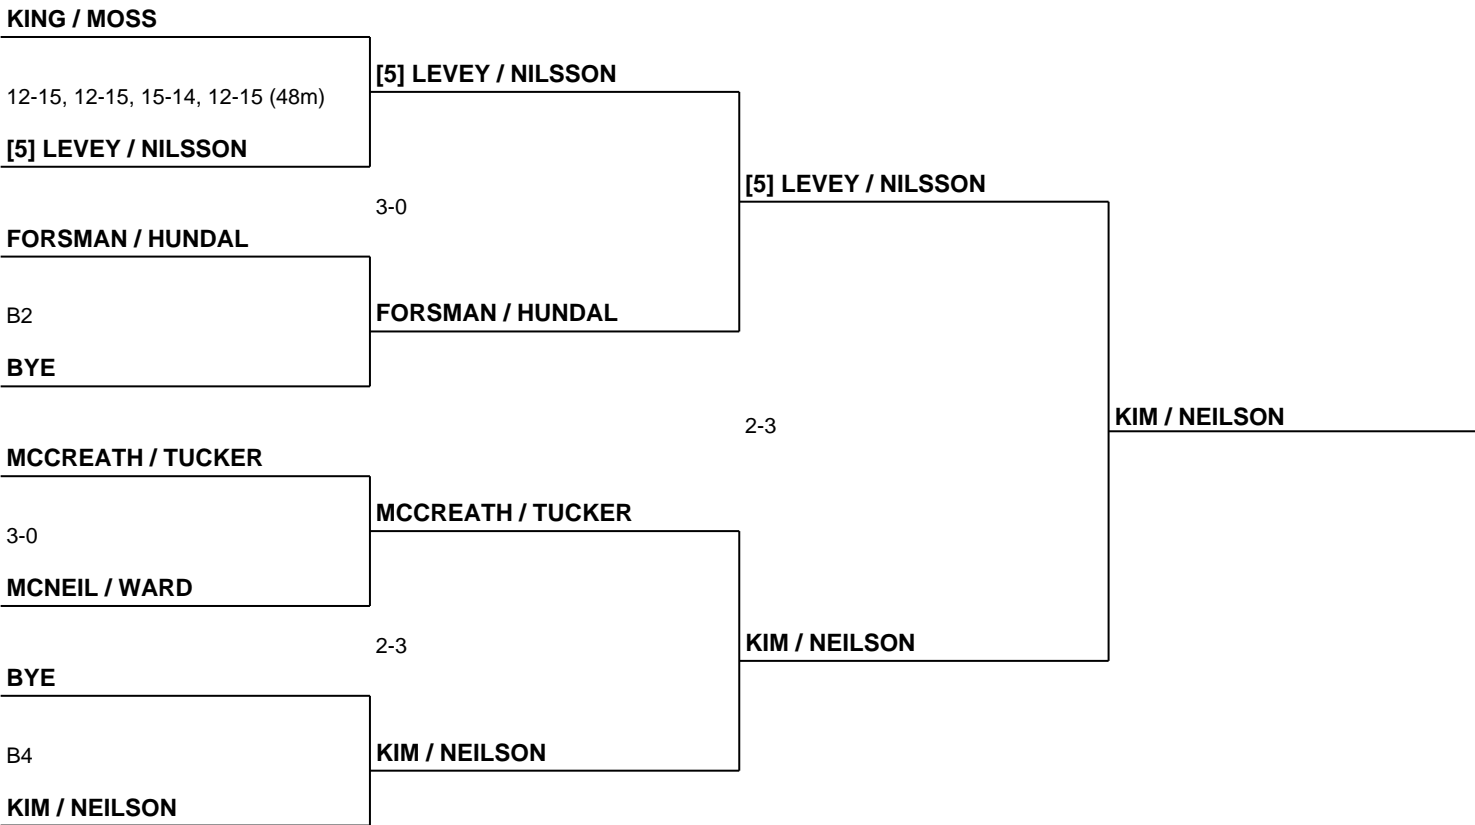 KING / MOSS
12-15, 12-15, 15-14, 12-15 (48m)
[5] LEVEY / NILSSON
FORSMAN / HUNDAL
B2
BYE
MCCREATH / TUCKER
3-0
MCNEIL / WARD
BYE
B4
KIM / NEILSON
[5] LEVEY / NILSSON
3-0
FORSMAN / HUNDAL
MCCREATH / TUCKER
2-3
KIM / NEILSON
[5] LEVEY / NILSSON
2-3
KIM / NEILSON
KIM / NEILSON